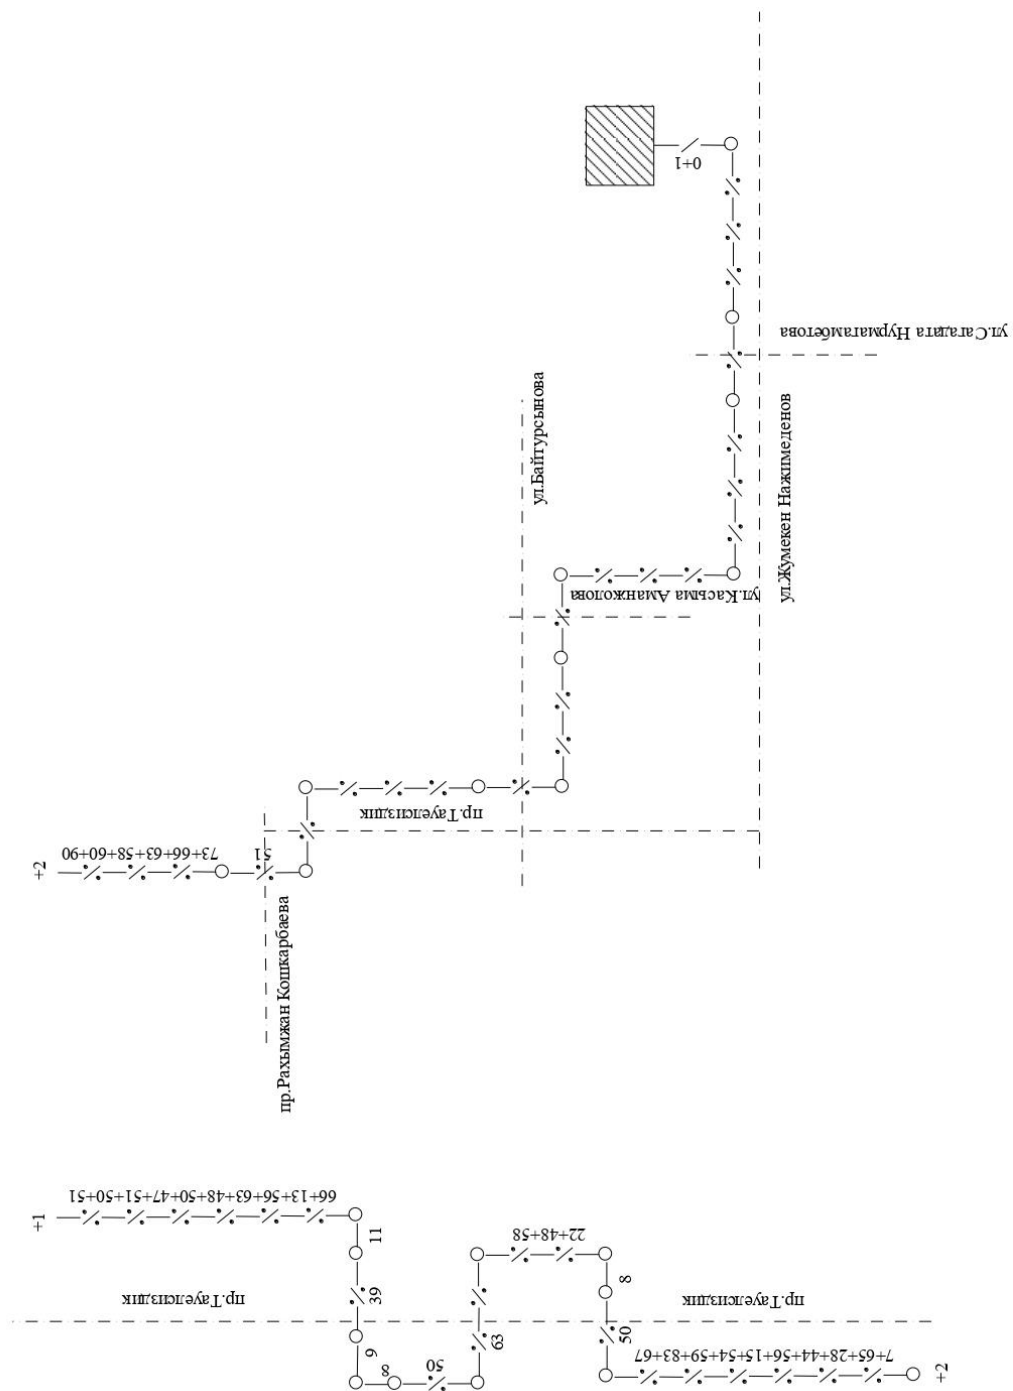 0+1
ул.Сагадата Нурмагамбетова
ул.Байтурсынова
ул.Жумекен Нажимеденов
ул.Касыма Аманжолова
пр.Тауелсиздик
73+66+63+58+60+90
51
+2
пр.Рахымжан Кошкарбаева
66+13+56+63+48+50+47+51+50+51
+1
11
39
пр.Тауелсиздик
9
8
50
63
22+48+58
8
50
пр.Тауелсиздик
7+65+28+44+56+15+54+59+83+67
+2